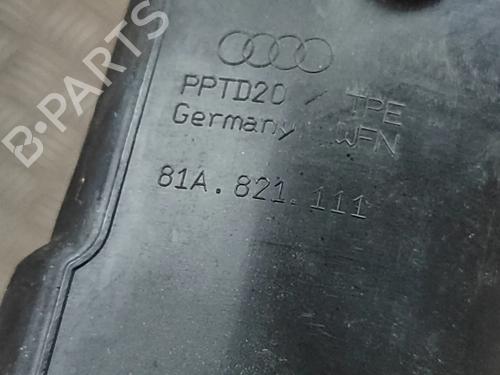 PPTD20 / TPE
Germany WFN
81A.821.111
B-PARTS